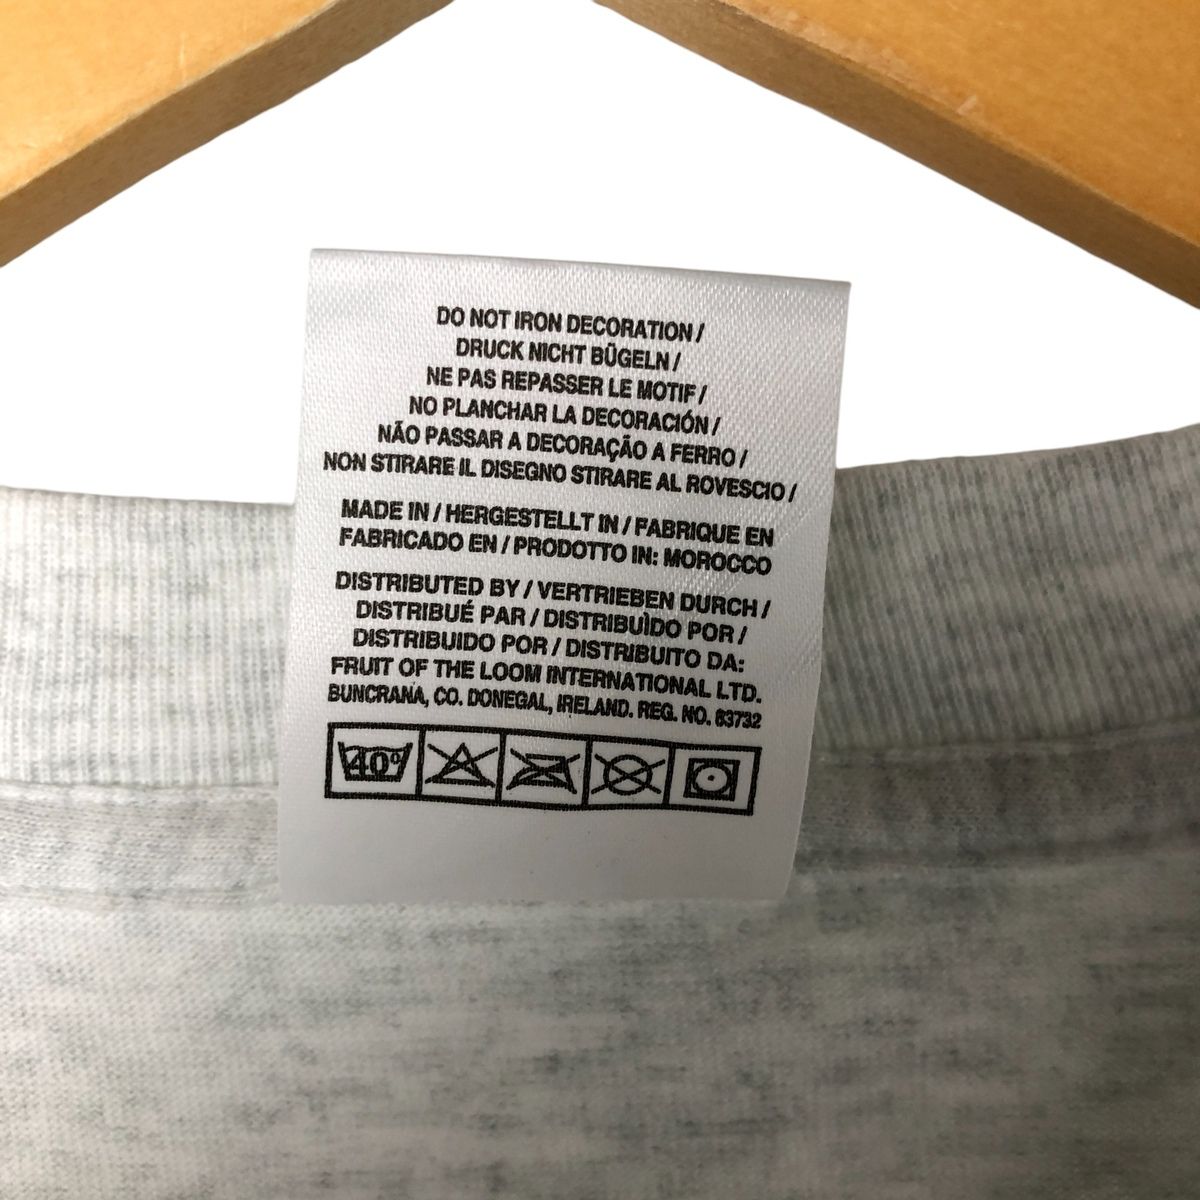 DO NOT IRON DECORATION /
DRUCK NICHT BÜGELN /
NE PAS REPASSER LE MOTIF /
NO PLANCHAR LA DECORACIÓN /
NÃO PASSAR A DECORAÇÃO A FERRO /
NON STIRARE IL DISEGNO STIRARE AL ROVESCIO /
MADE IN / HERGESTELLT IN / FABRIQUE EN
FABRICADO EN / PRODOTTO IN: MOROCCO
DISTRIBUTED BY / VERTRIEBEN DURCH /
DISTRIBUÉ PAR / DISTRIBUÌDO POR /
DISTRIBUIDO POR / DISTRIBUITO DA:
FRUIT OF THE LOOM INTERNATIONAL LTD.
BUNCRANA, CO. DONEGAL, IRELAND. REG. NO. 63732
40°